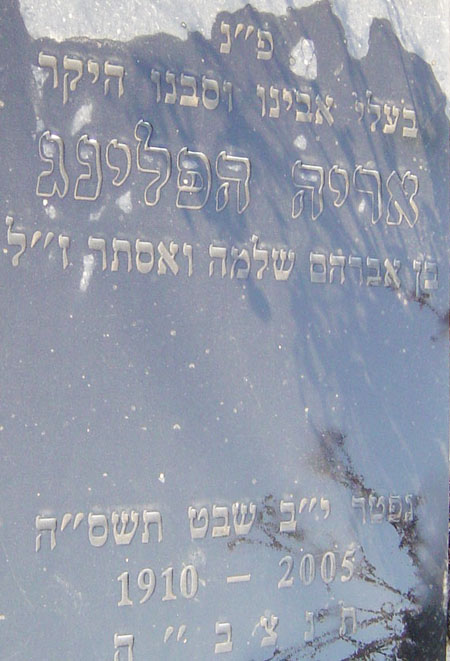 פ״נ
בעלי אבינו וסבנו היקר
אריה הפלינג
בן אברהם שלמה ואסתר ז״ל
נפטר י״ב שבט תשס״ה
1910 – 2005
ת נ צ ב ״ ה